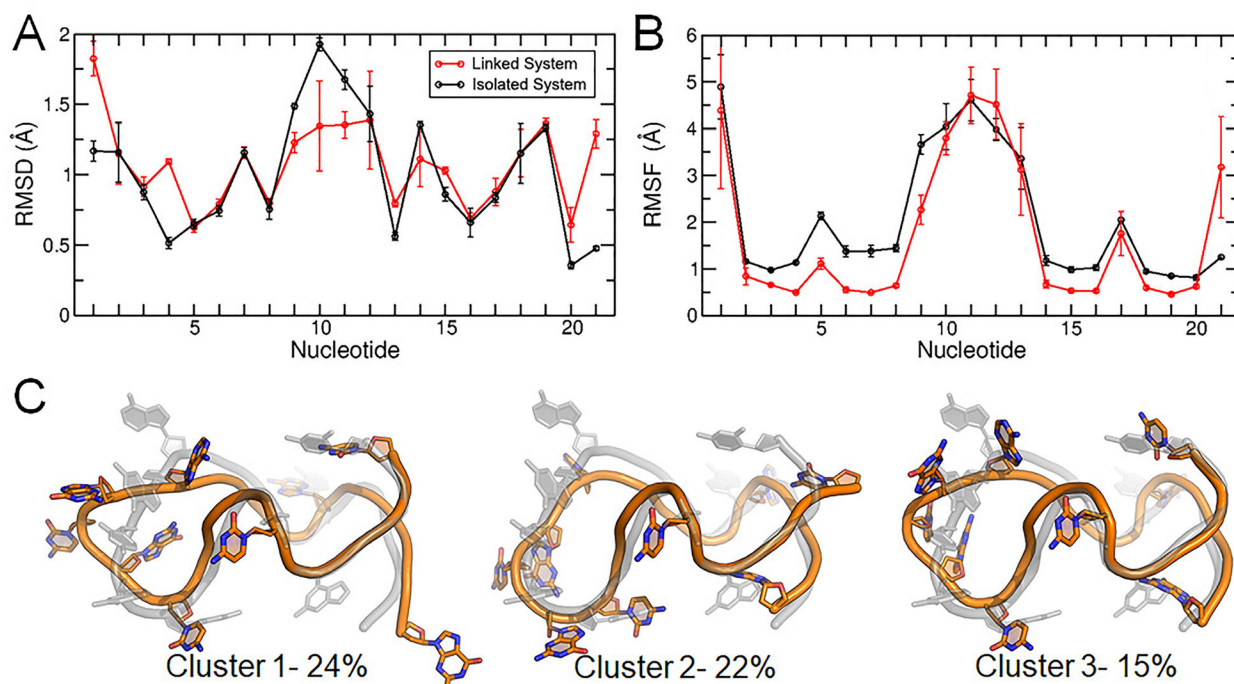 A
RMSD (Å)
2
1.5
1
0.5
0
5
10
15
20
Nucleotide
Linked System
Isolated System
B
RMSF (Å)
6
5
4
3
2
1
0
5
10
15
20
Nucleotide
C
Cluster 1- 24%
Cluster 2- 22%
Cluster 3- 15%